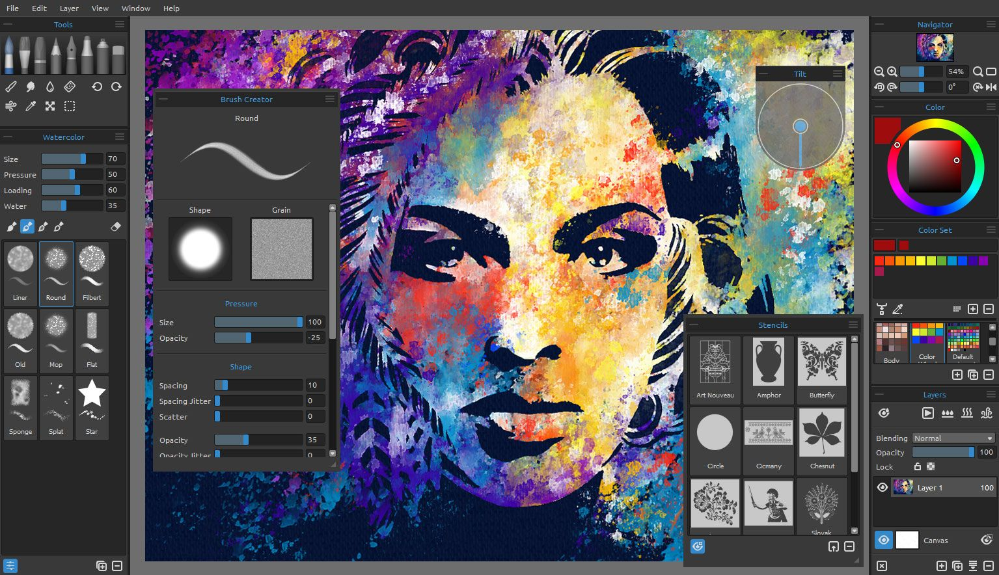 File Edit Layer View Window Help
Tools
Watercolor
Size 70
Pressure 50
Loading 60
Water 35
Liner Round Filbert
Old Mop Flat
Sponge Splat Star
Brush Creator
Round
Shape Grain
Pressure
Size 100
Opacity -25
Shape
Spacing 10
Spacing Jitter 0
Scatter 0
Opacity 35
Opacity Jitter 0
Tilt
Stencils
Art Nouveau Amphor Butterfly
Circle Cicmany Chesnut
Slovak
Navigator
54%
0°
Color
Color Set
Body Color Default
Layers
Blending Normal
Opacity 100
Lock
Layer 1 100
Canvas